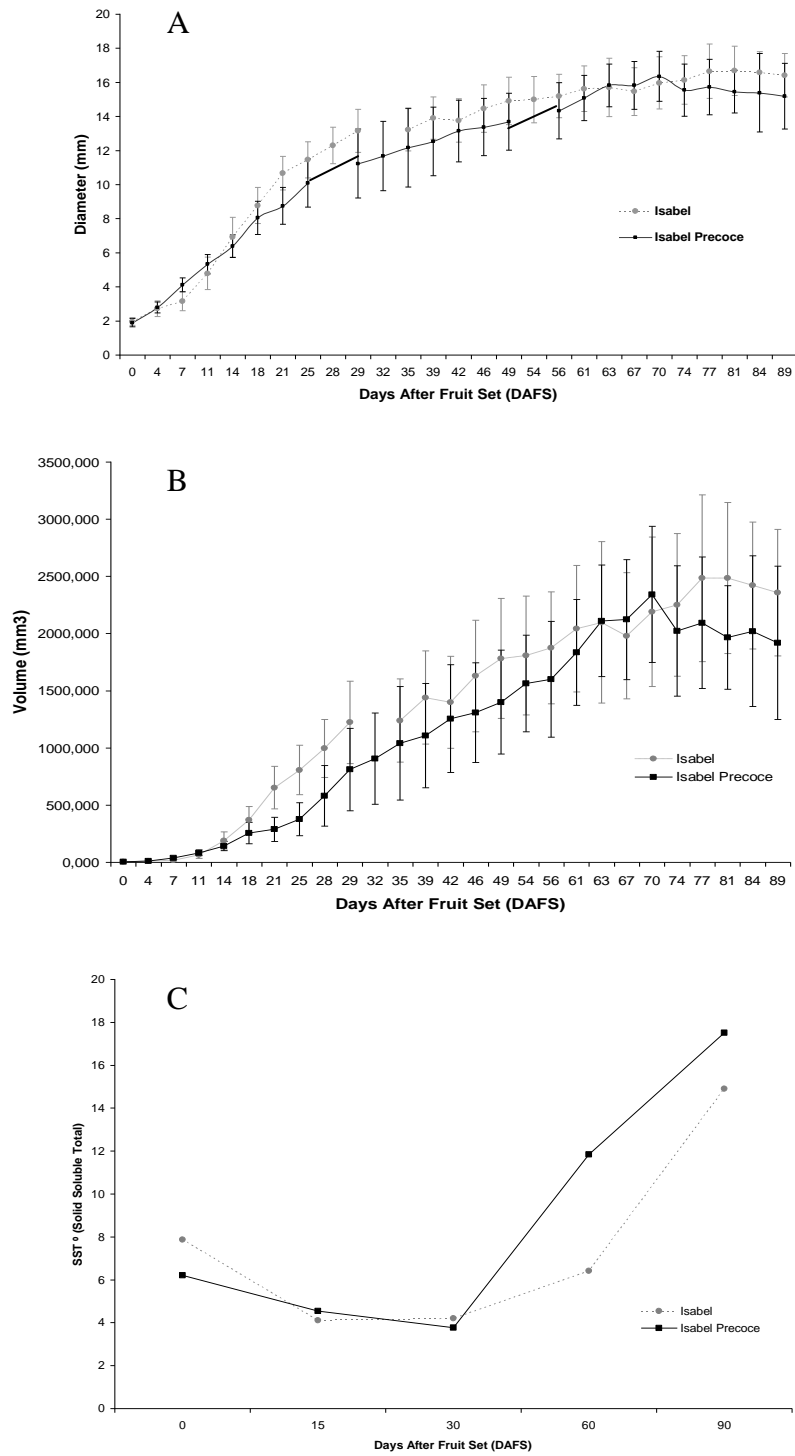 A
20
18
16
14
12
10
8
6
4
2
0
Diameter (mm)
Isabel
Isabel Precoce
0 4 7 11 14 18 21 25 28 29 32 35 39 42 46 49 54 56 61 63 67 70 74 77 81 84 89
Days After Fruit Set (DAFS)
B
3500,000
3000,000
2500,000
2000,000
1500,000
1000,000
500,000
0,000
Volume (mm3)
Isabel
Isabel Precoce
0 4 7 11 14 18 21 25 28 29 32 35 39 42 46 49 54 56 61 63 67 70 74 77 81 84 89
Days After Fruit Set (DAFS)
C
20
18
16
14
12
10
8
6
4
2
0
SST º (Solid Soluble Total)
Isabel
Isabel Precoce
0 15 30 60 90
Days After Fruit Set (DAFS)